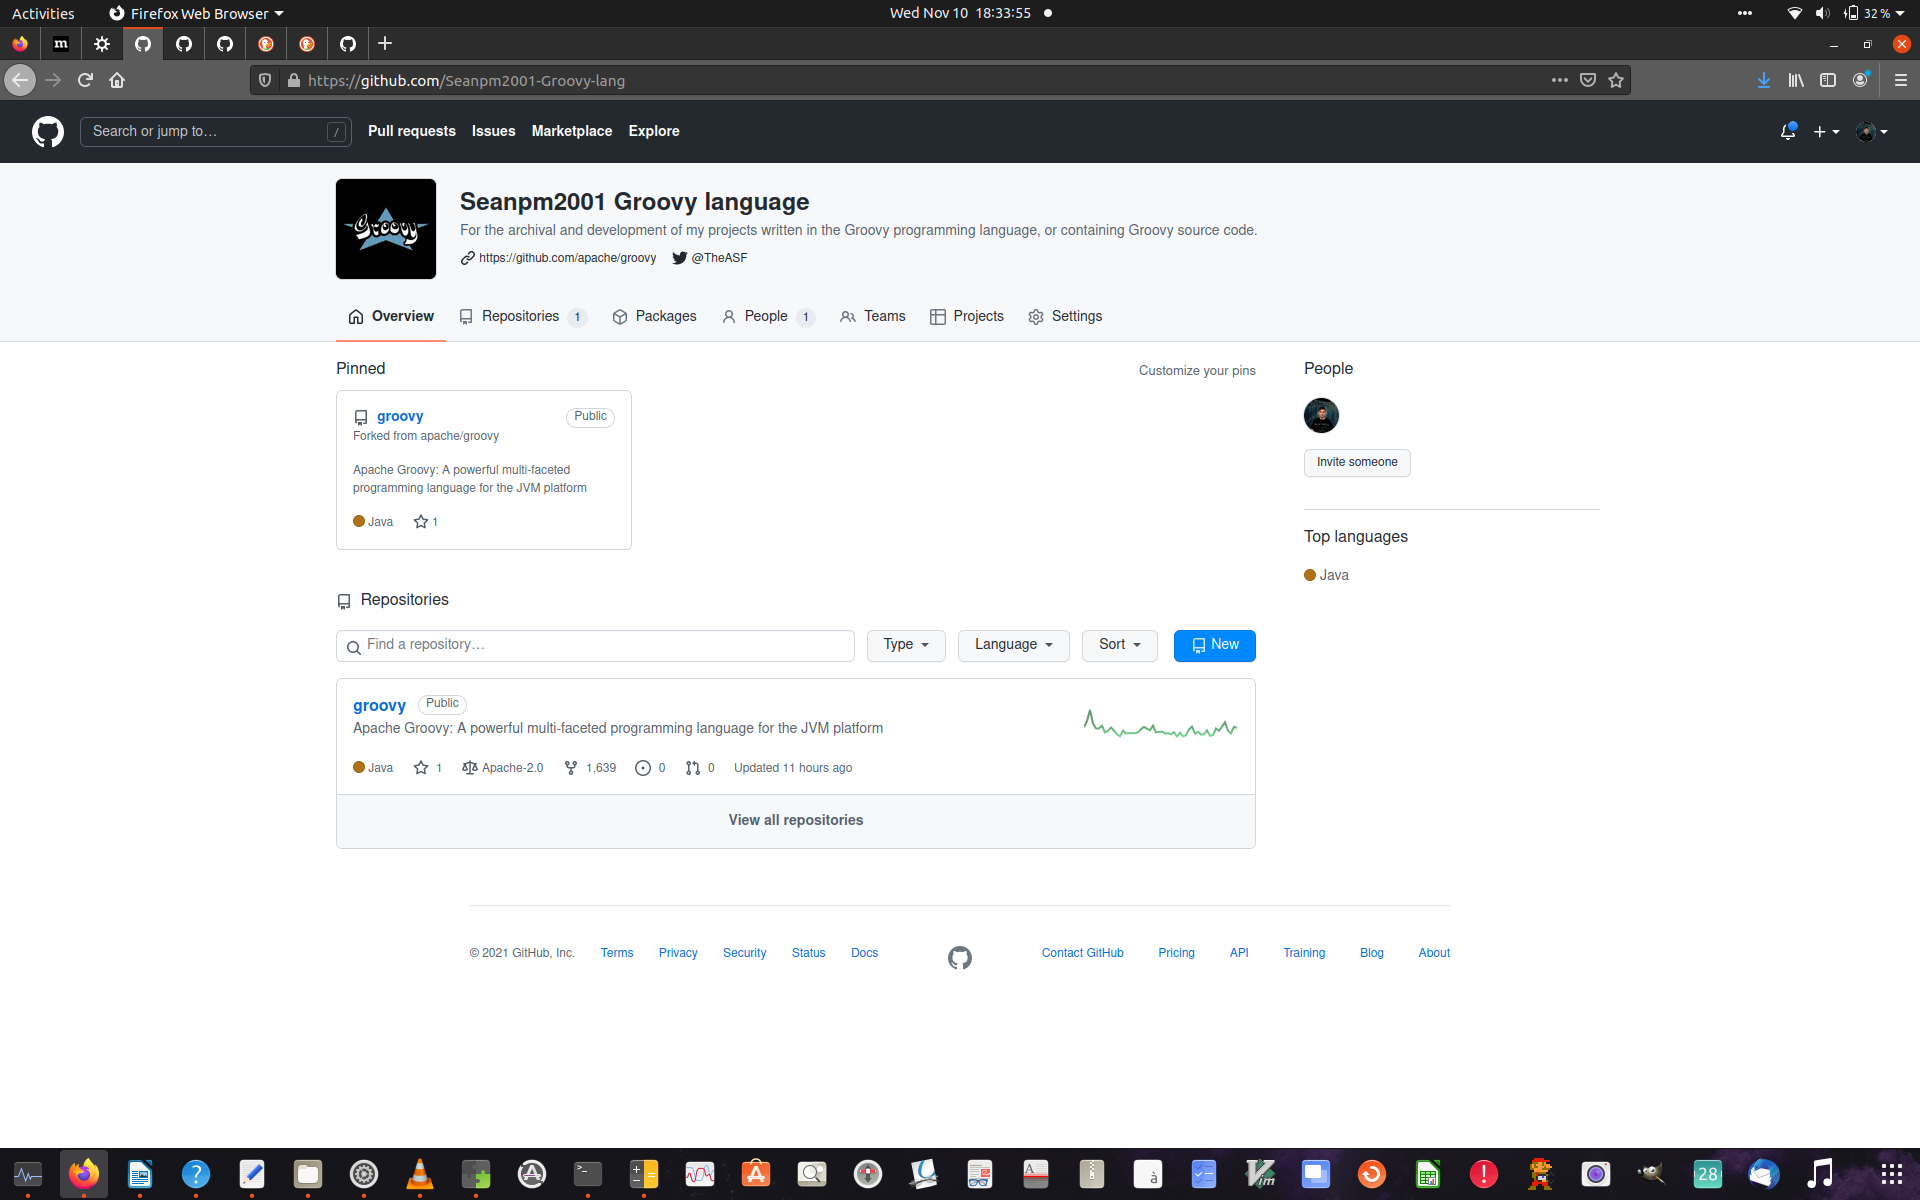 Activities
Firefox Web Browser
Wed Nov 10 18:33:55
32 %
m
https://github.com/Seanpm2001-Groovy-lang
Search or jump to…
/
Pull requests
Issues
Marketplace
Explore
Groovy
Seanpm2001 Groovy language
For the archival and development of my projects written in the Groovy programming language, or containing Groovy source code.
https://github.com/apache/groovy
@TheASF
Overview
Repositories 1
Packages
People 1
Teams
Projects
Settings
Pinned
Customize your pins
groovy
Public
Forked from apache/groovy
Apache Groovy: A powerful multi-faceted
programming language for the JVM platform
Java
1
People
Invite someone
Top languages
Java
Repositories
Find a repository…
Type
Language
Sort
New
groovy
Public
Apache Groovy: A powerful multi-faceted programming language for the JVM platform
Java
1
Apache-2.0
1,639
0
0
Updated 11 hours ago
View all repositories
© 2021 GitHub, Inc.
Terms
Privacy
Security
Status
Docs
Contact GitHub
Pricing
API
Training
Blog
About
?
>_
à
Vim
!
28